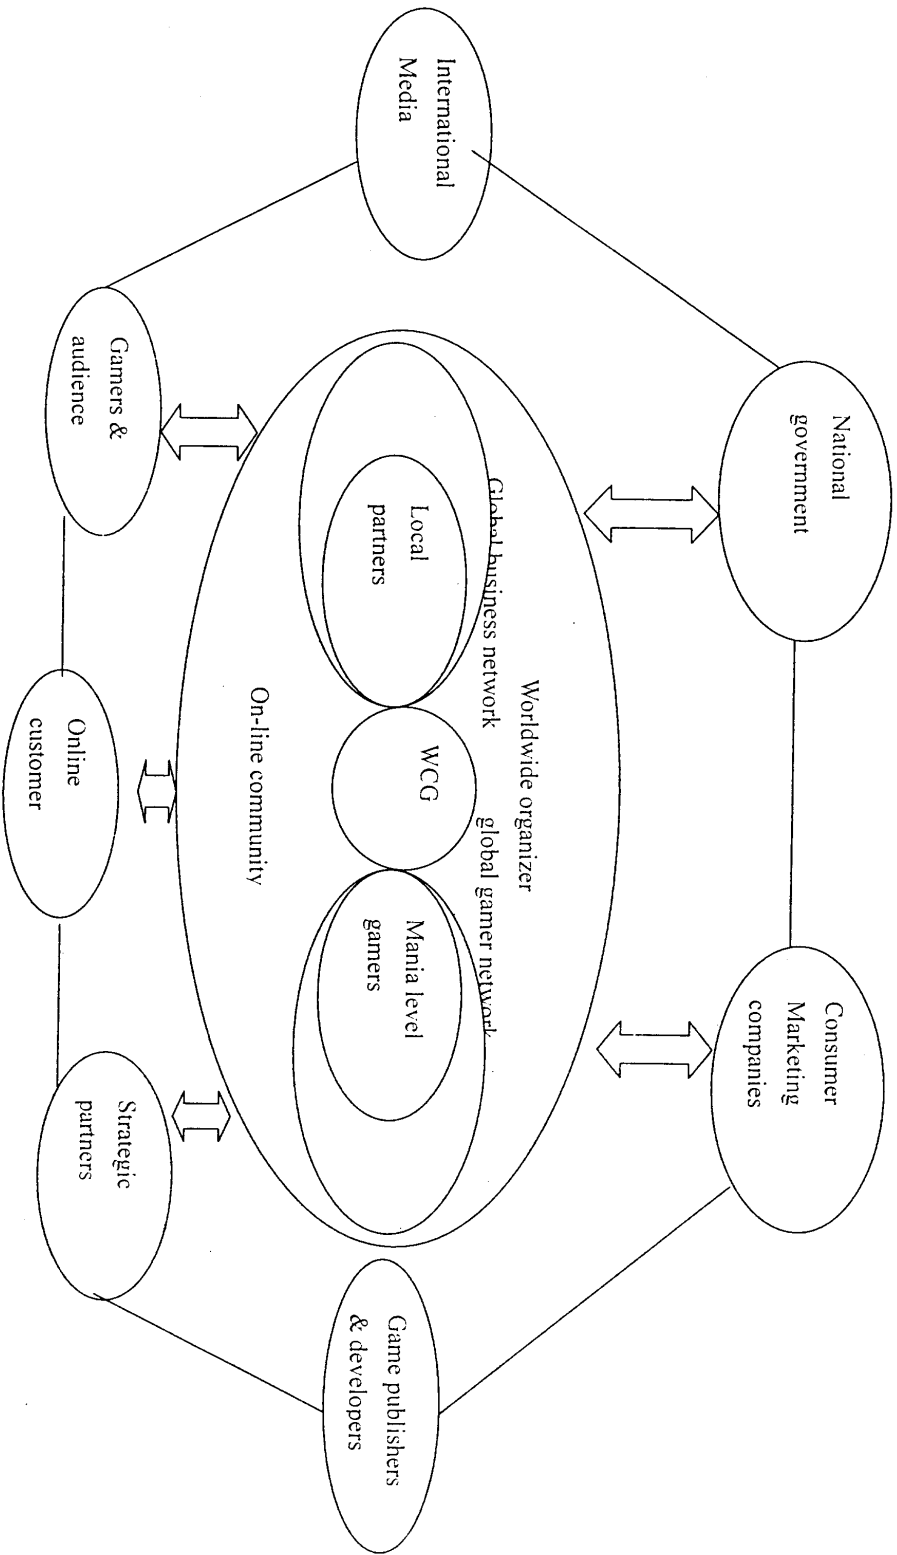 National
government
Consumer
Marketing
companies
International
Media
Worldwide organizer
Global business network
global gamer network
Local
partners
WCG
Mania level
gamers
Game publishers
& developers
On-line community
Gamers &
audience
Online
customer
Strategic
partners